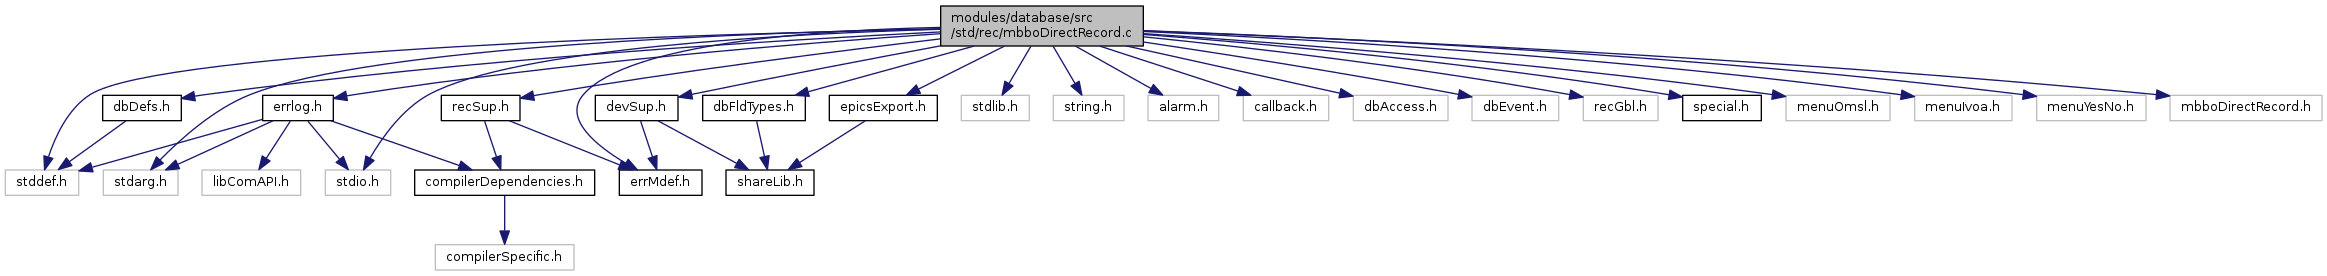 modules/database/src
/std/rec/mbboDirectRecord.c
dbDefs.h
errlog.h
recSup.h
devSup.h
dbFldTypes.h
epicsExport.h
stdlib.h
string.h
alarm.h
callback.h
dbAccess.h
dbEvent.h
recGbl.h
special.h
menuOmsl.h
menuIvoa.h
menuYesNo.h
mbboDirectRecord.h
stddef.h
stdarg.h
libComAPI.h
stdio.h
compilerDependencies.h
errMdef.h
shareLib.h
compilerSpecific.h